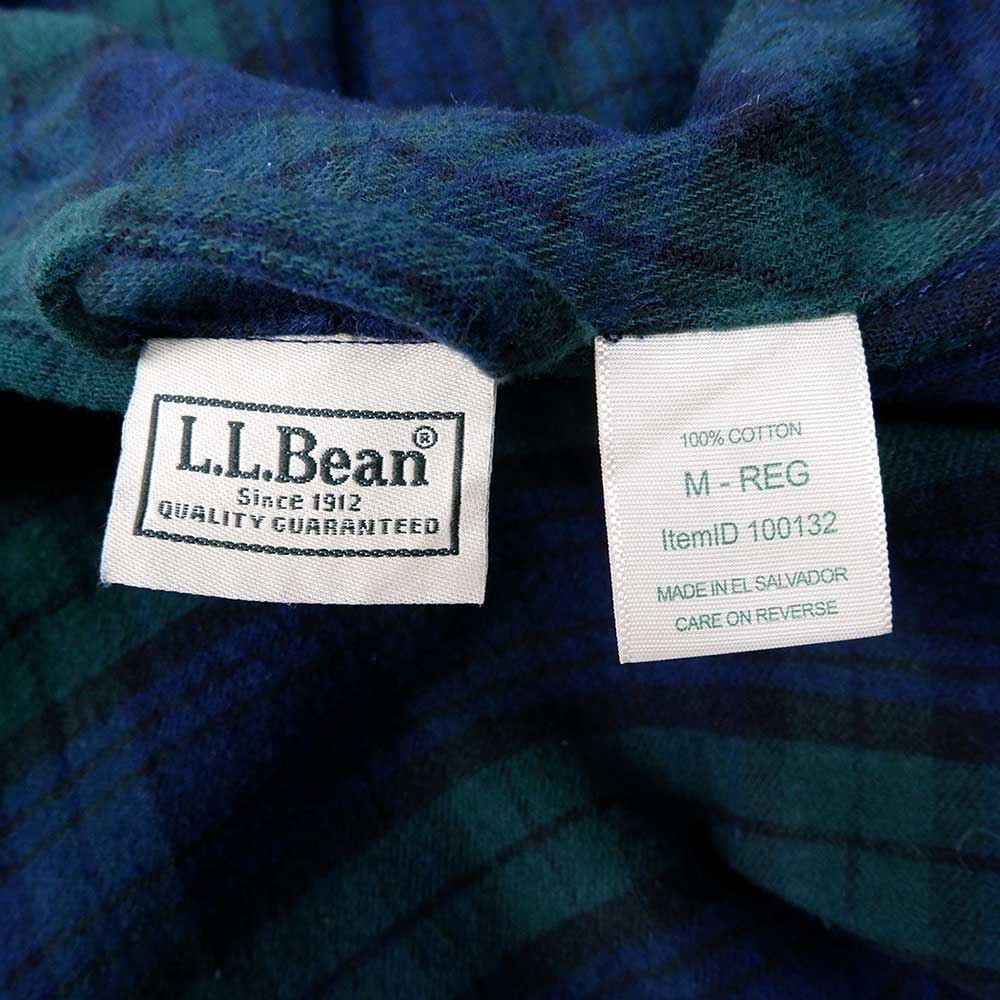 L.L.Bean®
Since 1912
QUALITY GUARANTEED
100% COTTON
M - REG
ItemID 100132
MADE IN EL SALVADOR
CARE ON REVERSE